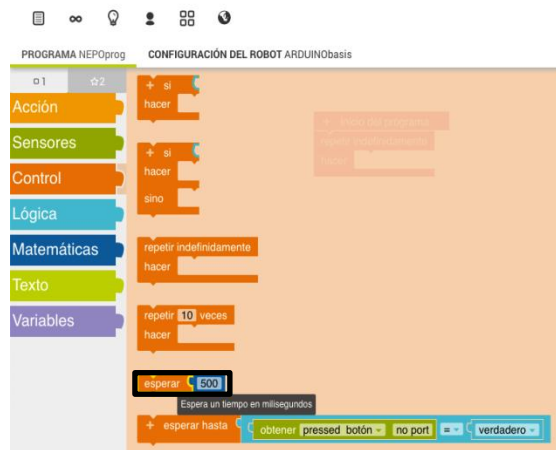 PROGRAMA NEPOprog CONFIGURACIÓN DEL ROBOT ARDUINObasis
1 2
Acción
Sensores
Control
Lógica
Matemáticas
Texto
Variables
+ si
hacer
+ si
hacer
sino
repetir indefinidamente
hacer
repetir 10 veces
hacer
esperar 500
Espera un tiempo en milisegundos
+ esperar hasta obtener pressed botón no port = verdadero
+ Inicio del programa
repetir indefinidamente
hacer